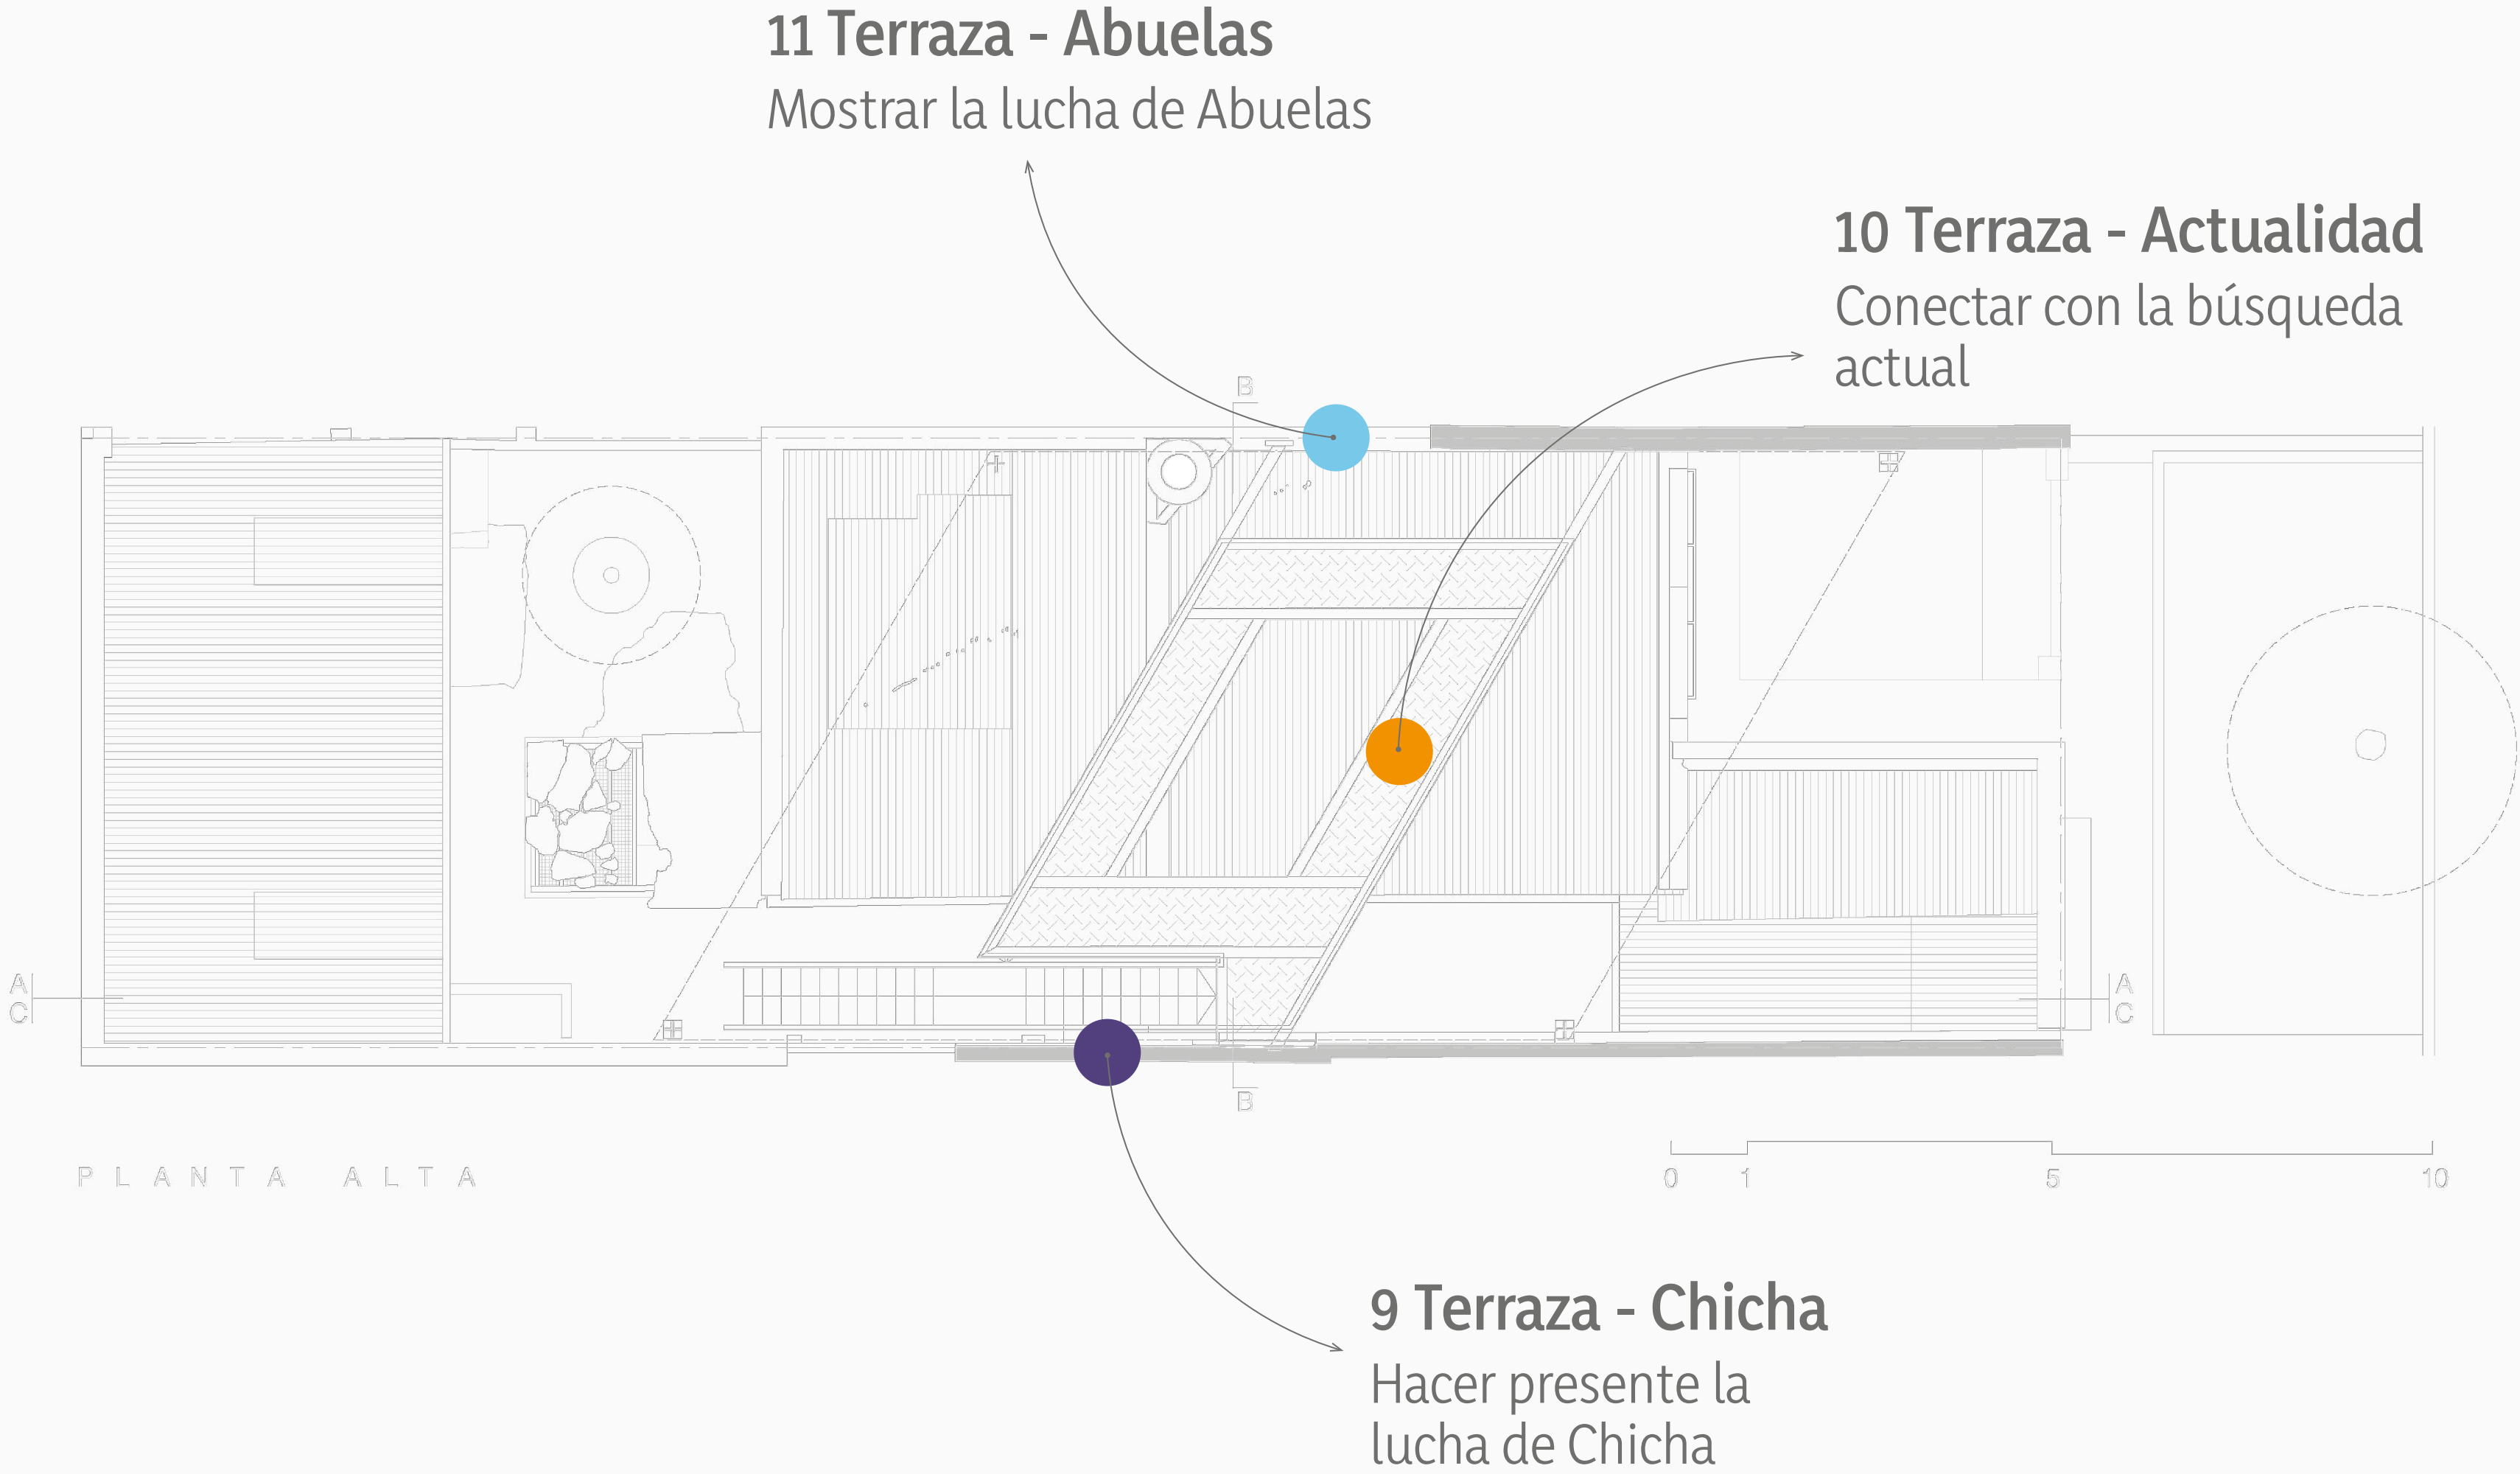 11 Terraza - Abuelas
Mostrar la lucha de Abuelas
10 Terraza - Actualidad
Conectar con la búsqueda
actual
B
A
C
A
C
B
PLANTA ALTA
0 1 5 10
9 Terraza - Chicha
Hacer presente la
lucha de Chicha